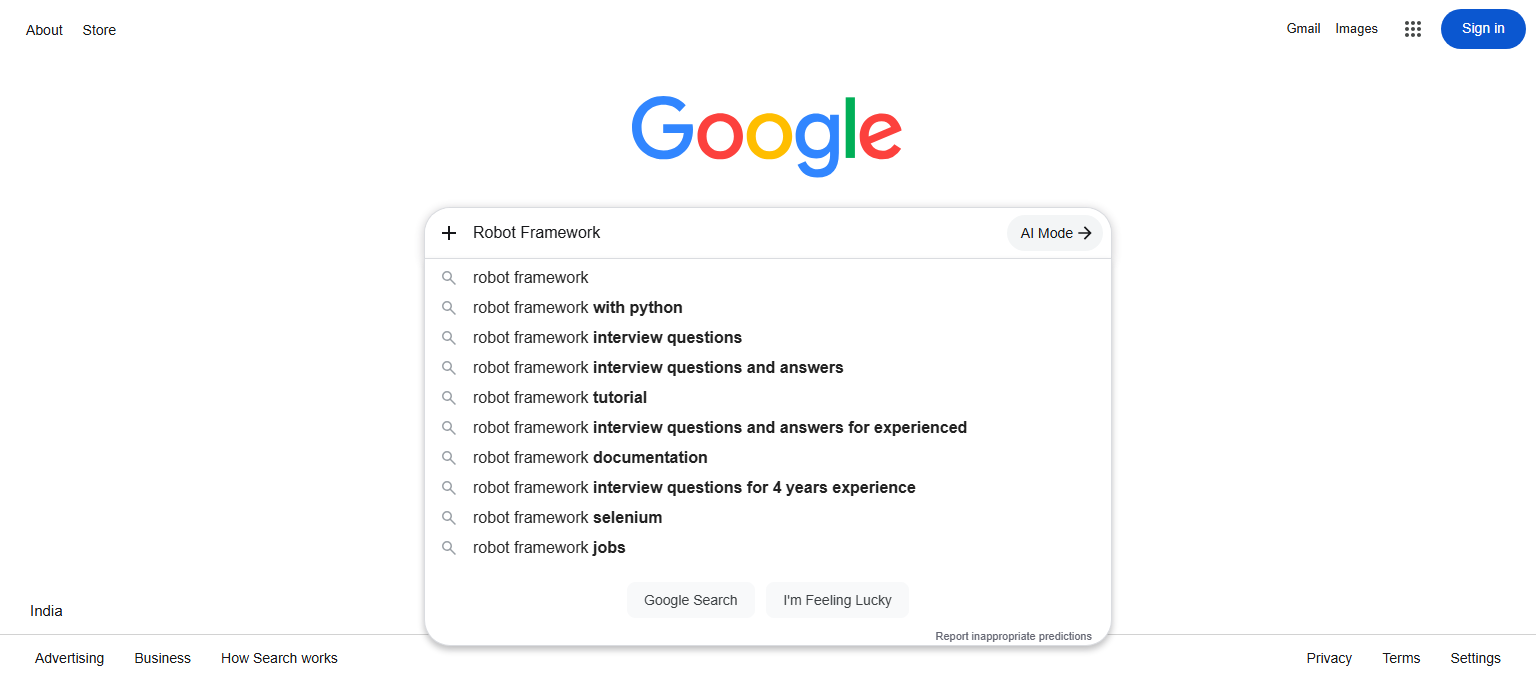 About Store Gmail Images Sign in
Google
Robot Framework AI Mode
robot framework
robot framework with python
robot framework interview questions
robot framework interview questions and answers
robot framework tutorial
robot framework interview questions and answers for experienced
robot framework documentation
robot framework interview questions for 4 years experience
robot framework selenium
robot framework jobs
Google Search I'm Feeling Lucky
India
Report inappropriate predictions
Advertising Business How Search works Privacy Terms Settings